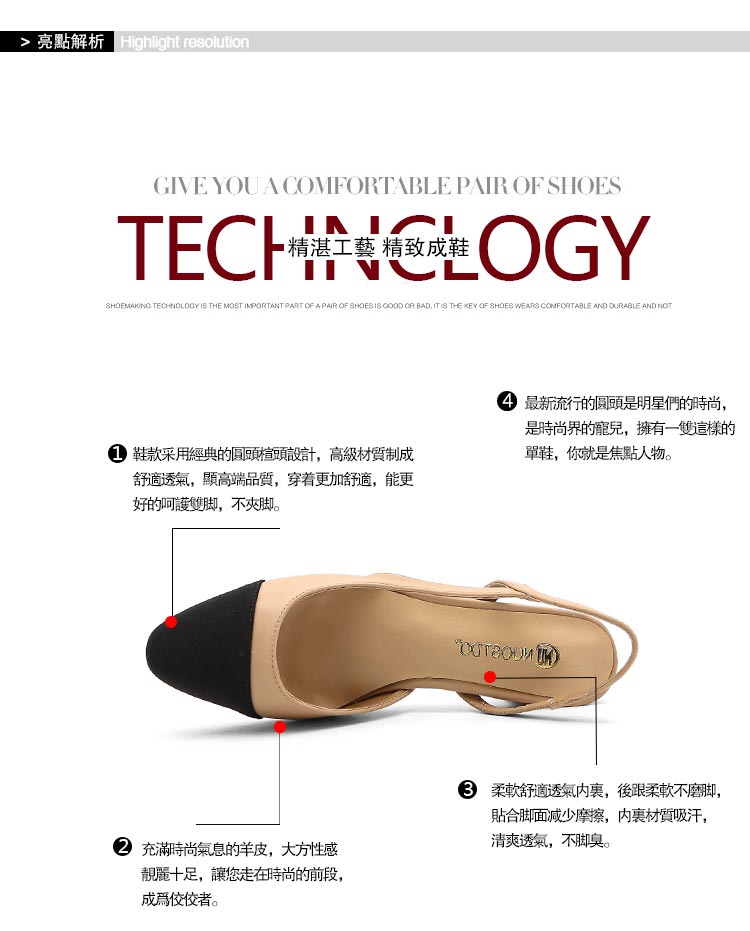 > 亮點解析 Highlight resolution
GIVE YOU A COMFORTABLE PAIR OF SHOES
TECHNCLOGY
精湛工藝 精致成鞋
SHOEMAKING TECHNOLOGY IS THE MOST IMPORTANT PART OF A PAIR OF SHOES IS GOOD OR BAD, IT IS THE KEY OF SHOES WEARS COMFORTABLE AND DURABLE AND NOT
❹ 最新流行的圓頭是明星們的時尚，
是時尚界的寵兒，擁有一雙這樣的
單鞋，你就是焦點人物。
❶ 鞋款采用經典的圓頭楦頭設計，高級材質制成
舒適透氣，顯高端品質，穿着更加舒適，能更
好的呵護雙脚，不夾脚。
NUOSTDO
❸ 柔軟舒適透氣内裏，後跟柔軟不磨脚，
貼合脚面减少摩擦，内裏材質吸汗，
清爽透氣，不脚臭。
❷ 充滿時尚氣息的羊皮，大方性感
靚麗十足，讓您走在時尚的前段，
成爲佼佼者。